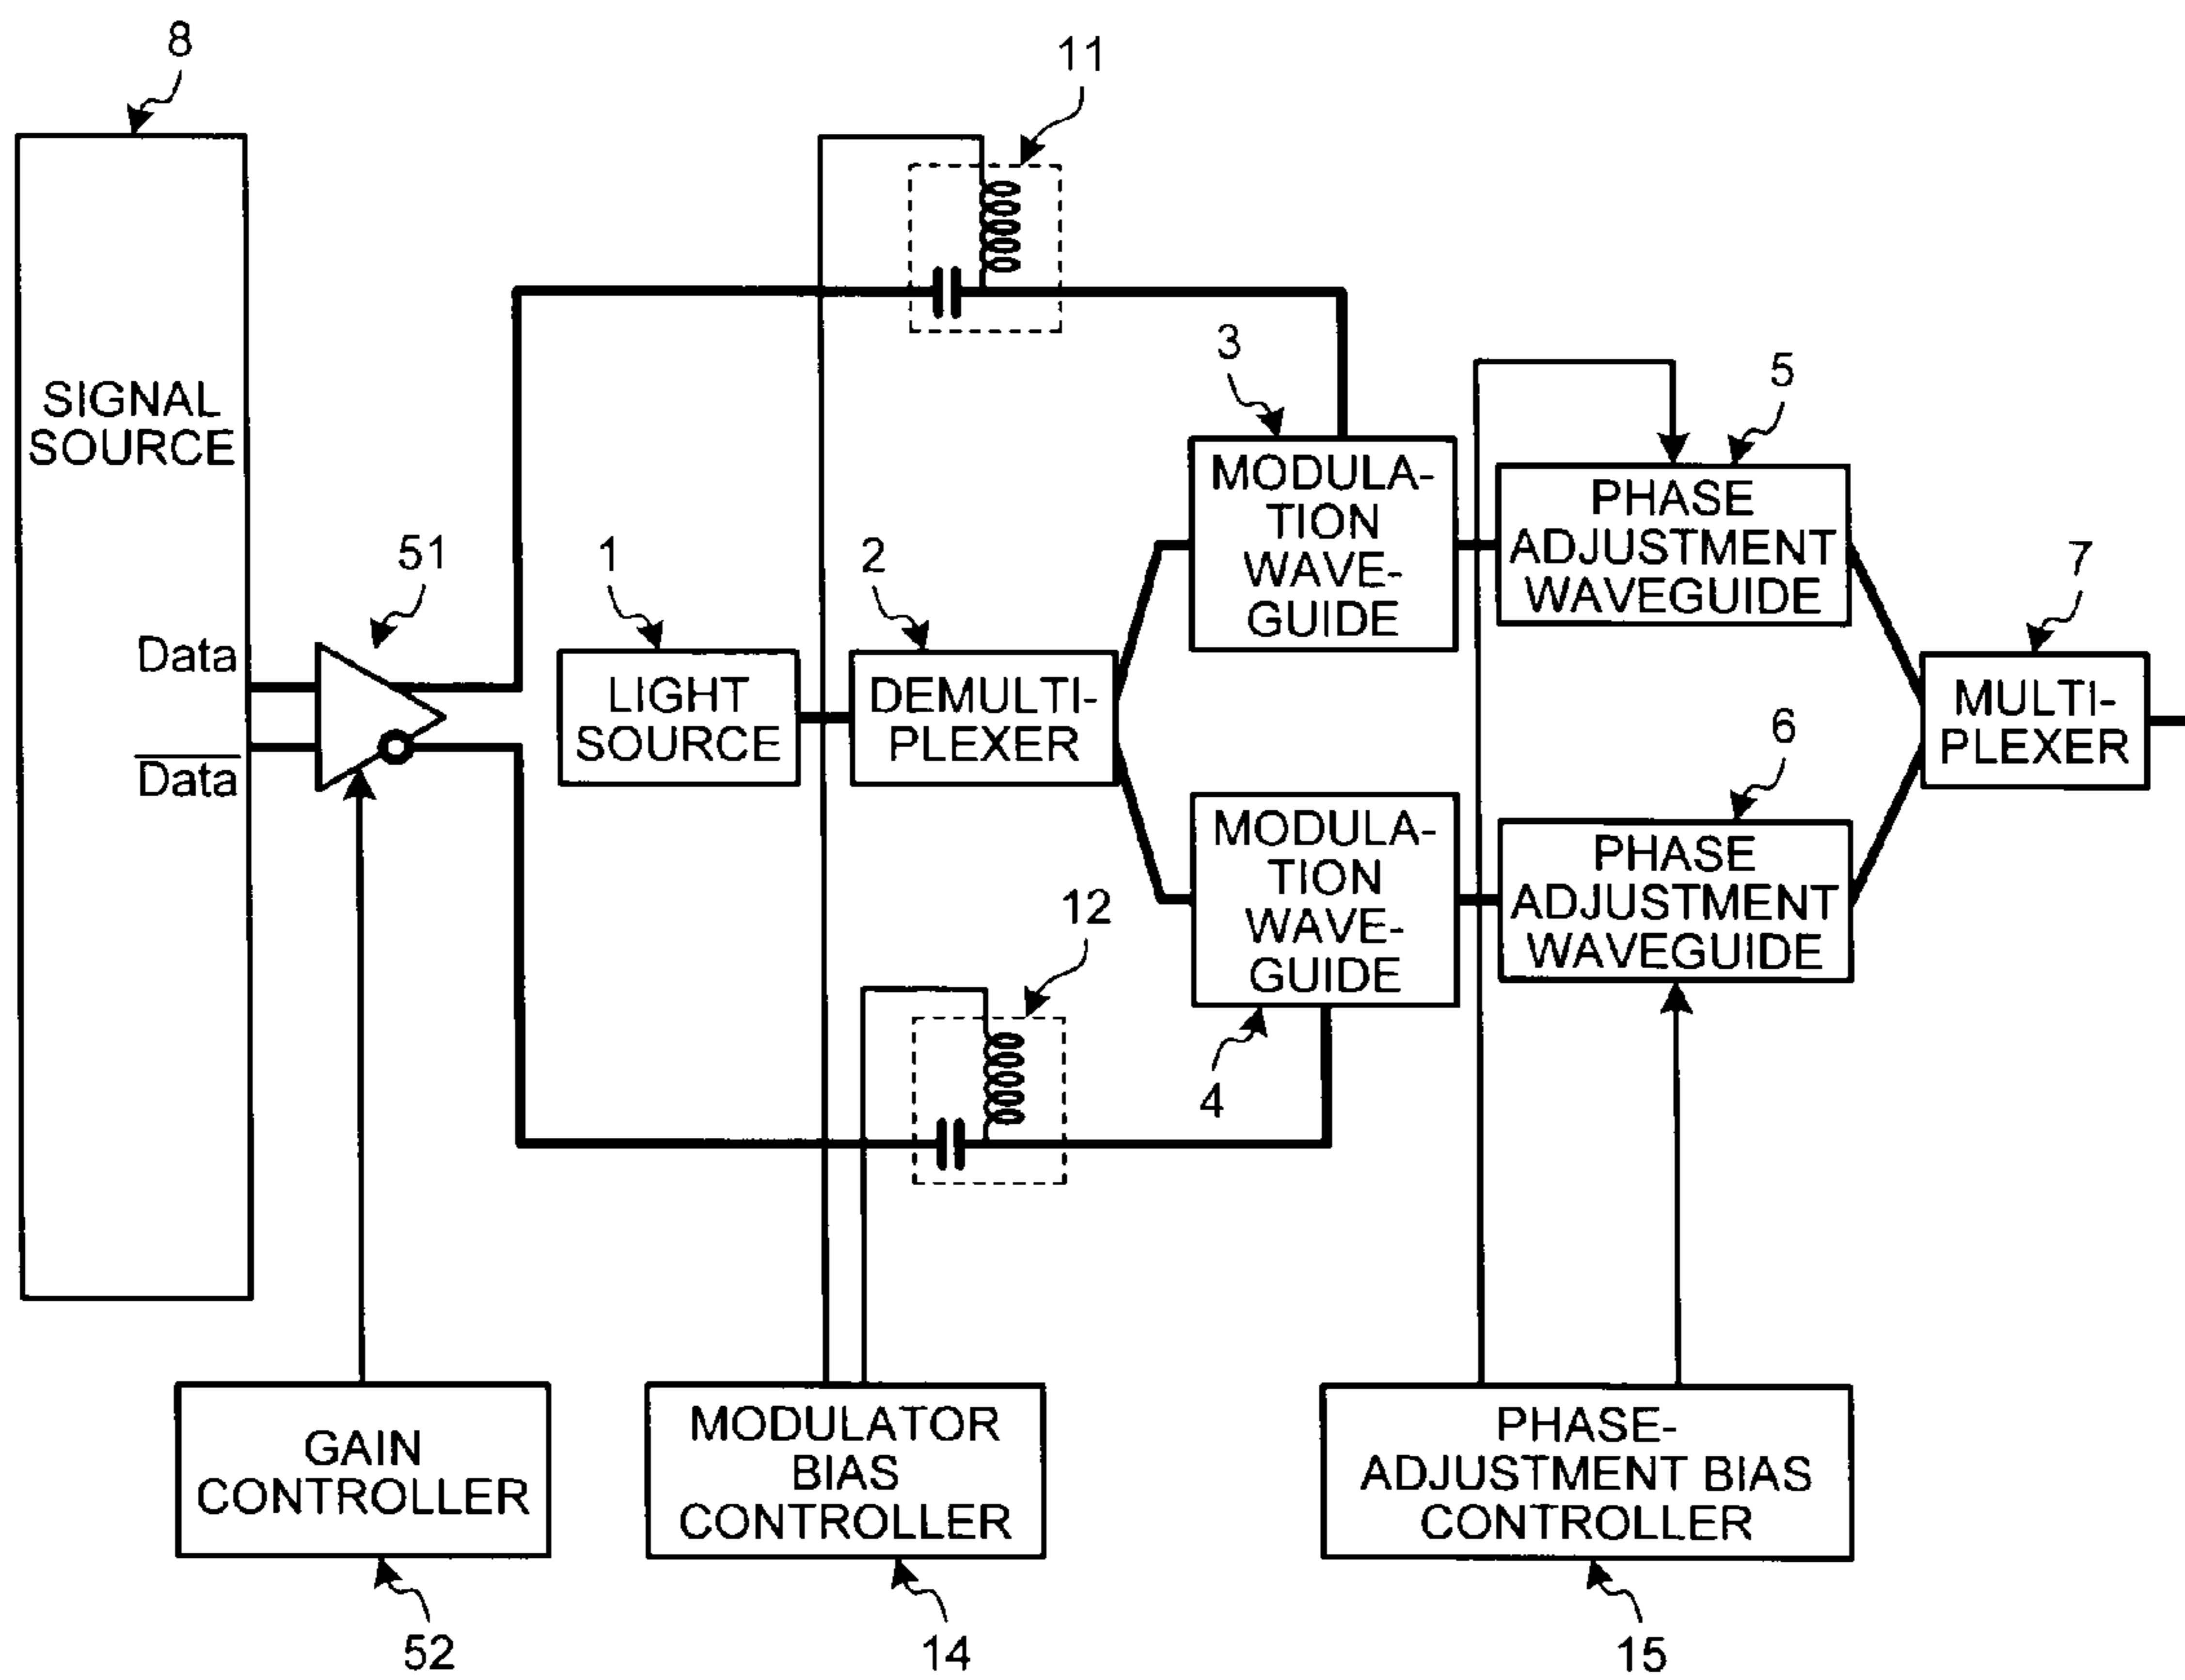 8
11
SIGNAL
SOURCE
3
5
MODULA-
TION
WAVE-
GUIDE
PHASE
ADJUSTMENT
WAVEGUIDE
51
1
2
7
Data
Data
LIGHT
SOURCE
DEMULTI-
PLEXER
MULTI-
PLEXER
6
MODULA-
TION
WAVE-
GUIDE
PHASE
ADJUSTMENT
WAVEGUIDE
12
4
GAIN
CONTROLLER
MODULATOR
BIAS
CONTROLLER
PHASE-
ADJUSTMENT BIAS
CONTROLLER
52
14
15